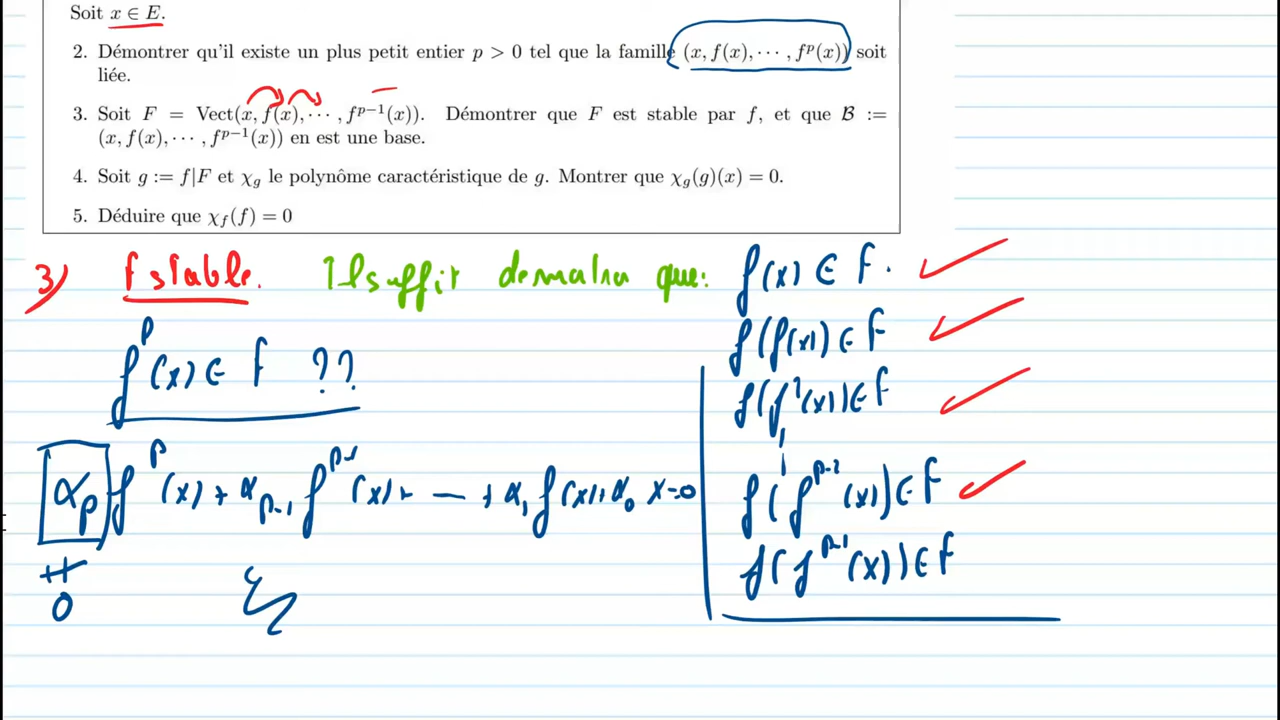 Soit x ∈ E.
2. Démontrer qu'il existe un plus petit entier p > 0 tel que la famille (x, f(x), ⋯ , f^p(x)) soit
liée.
3. Soit F = Vect(x, f(x), ⋯ , f^{p−1}(x)). Démontrer que F est stable par f, et que ℬ :=
(x, f(x), ⋯ , f^{p−1}(x)) en est une base.
4. Soit g := f|F et χ_g le polynôme caractéristique de g. Montrer que χ_g(g)(x) = 0.
5. Déduire que χ_f(f) = 0
3) F stable. Il suffit de que: f(x) ∈ F.
f(f(x)) ∈ F
f^p(x) ∈ F ??
f(f²(x)) ∈ F
α_p f^p(x) + α_{p-1} f^{p-1}(x) + — + α_1 f(x) + α_0 x = 0
f(f^{p-2}(x)) ∈ F
f(f^{p-1}(x)) ∈ F
≠
0